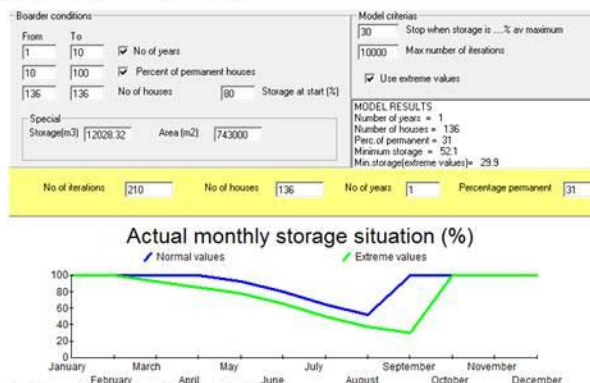 Boarder conditions
From To
1 10 No of years
10 100 Percent of permanent houses
136 136 No of houses 80 Storage at start (%)
Special
Storage(m3) 12028.32 Area (m2) 743000
Model criterias
30 Stop when storage is ....% av maximum
10000 Max number of iterations
Use extreme values
MODEL RESULTS
Number of years = 1
Number of houses = 136
Perc.of permanent = 31
Minimum storage = 52.1
Min.storage(extreme values)= 29.9
No of iterations 210 No of houses 136 No of years 1 Percentage permanent 31
Actual monthly storage situation (%)
Normal values Extreme values
100
80
60
40
20
0
January March May July September November
February April June August October December